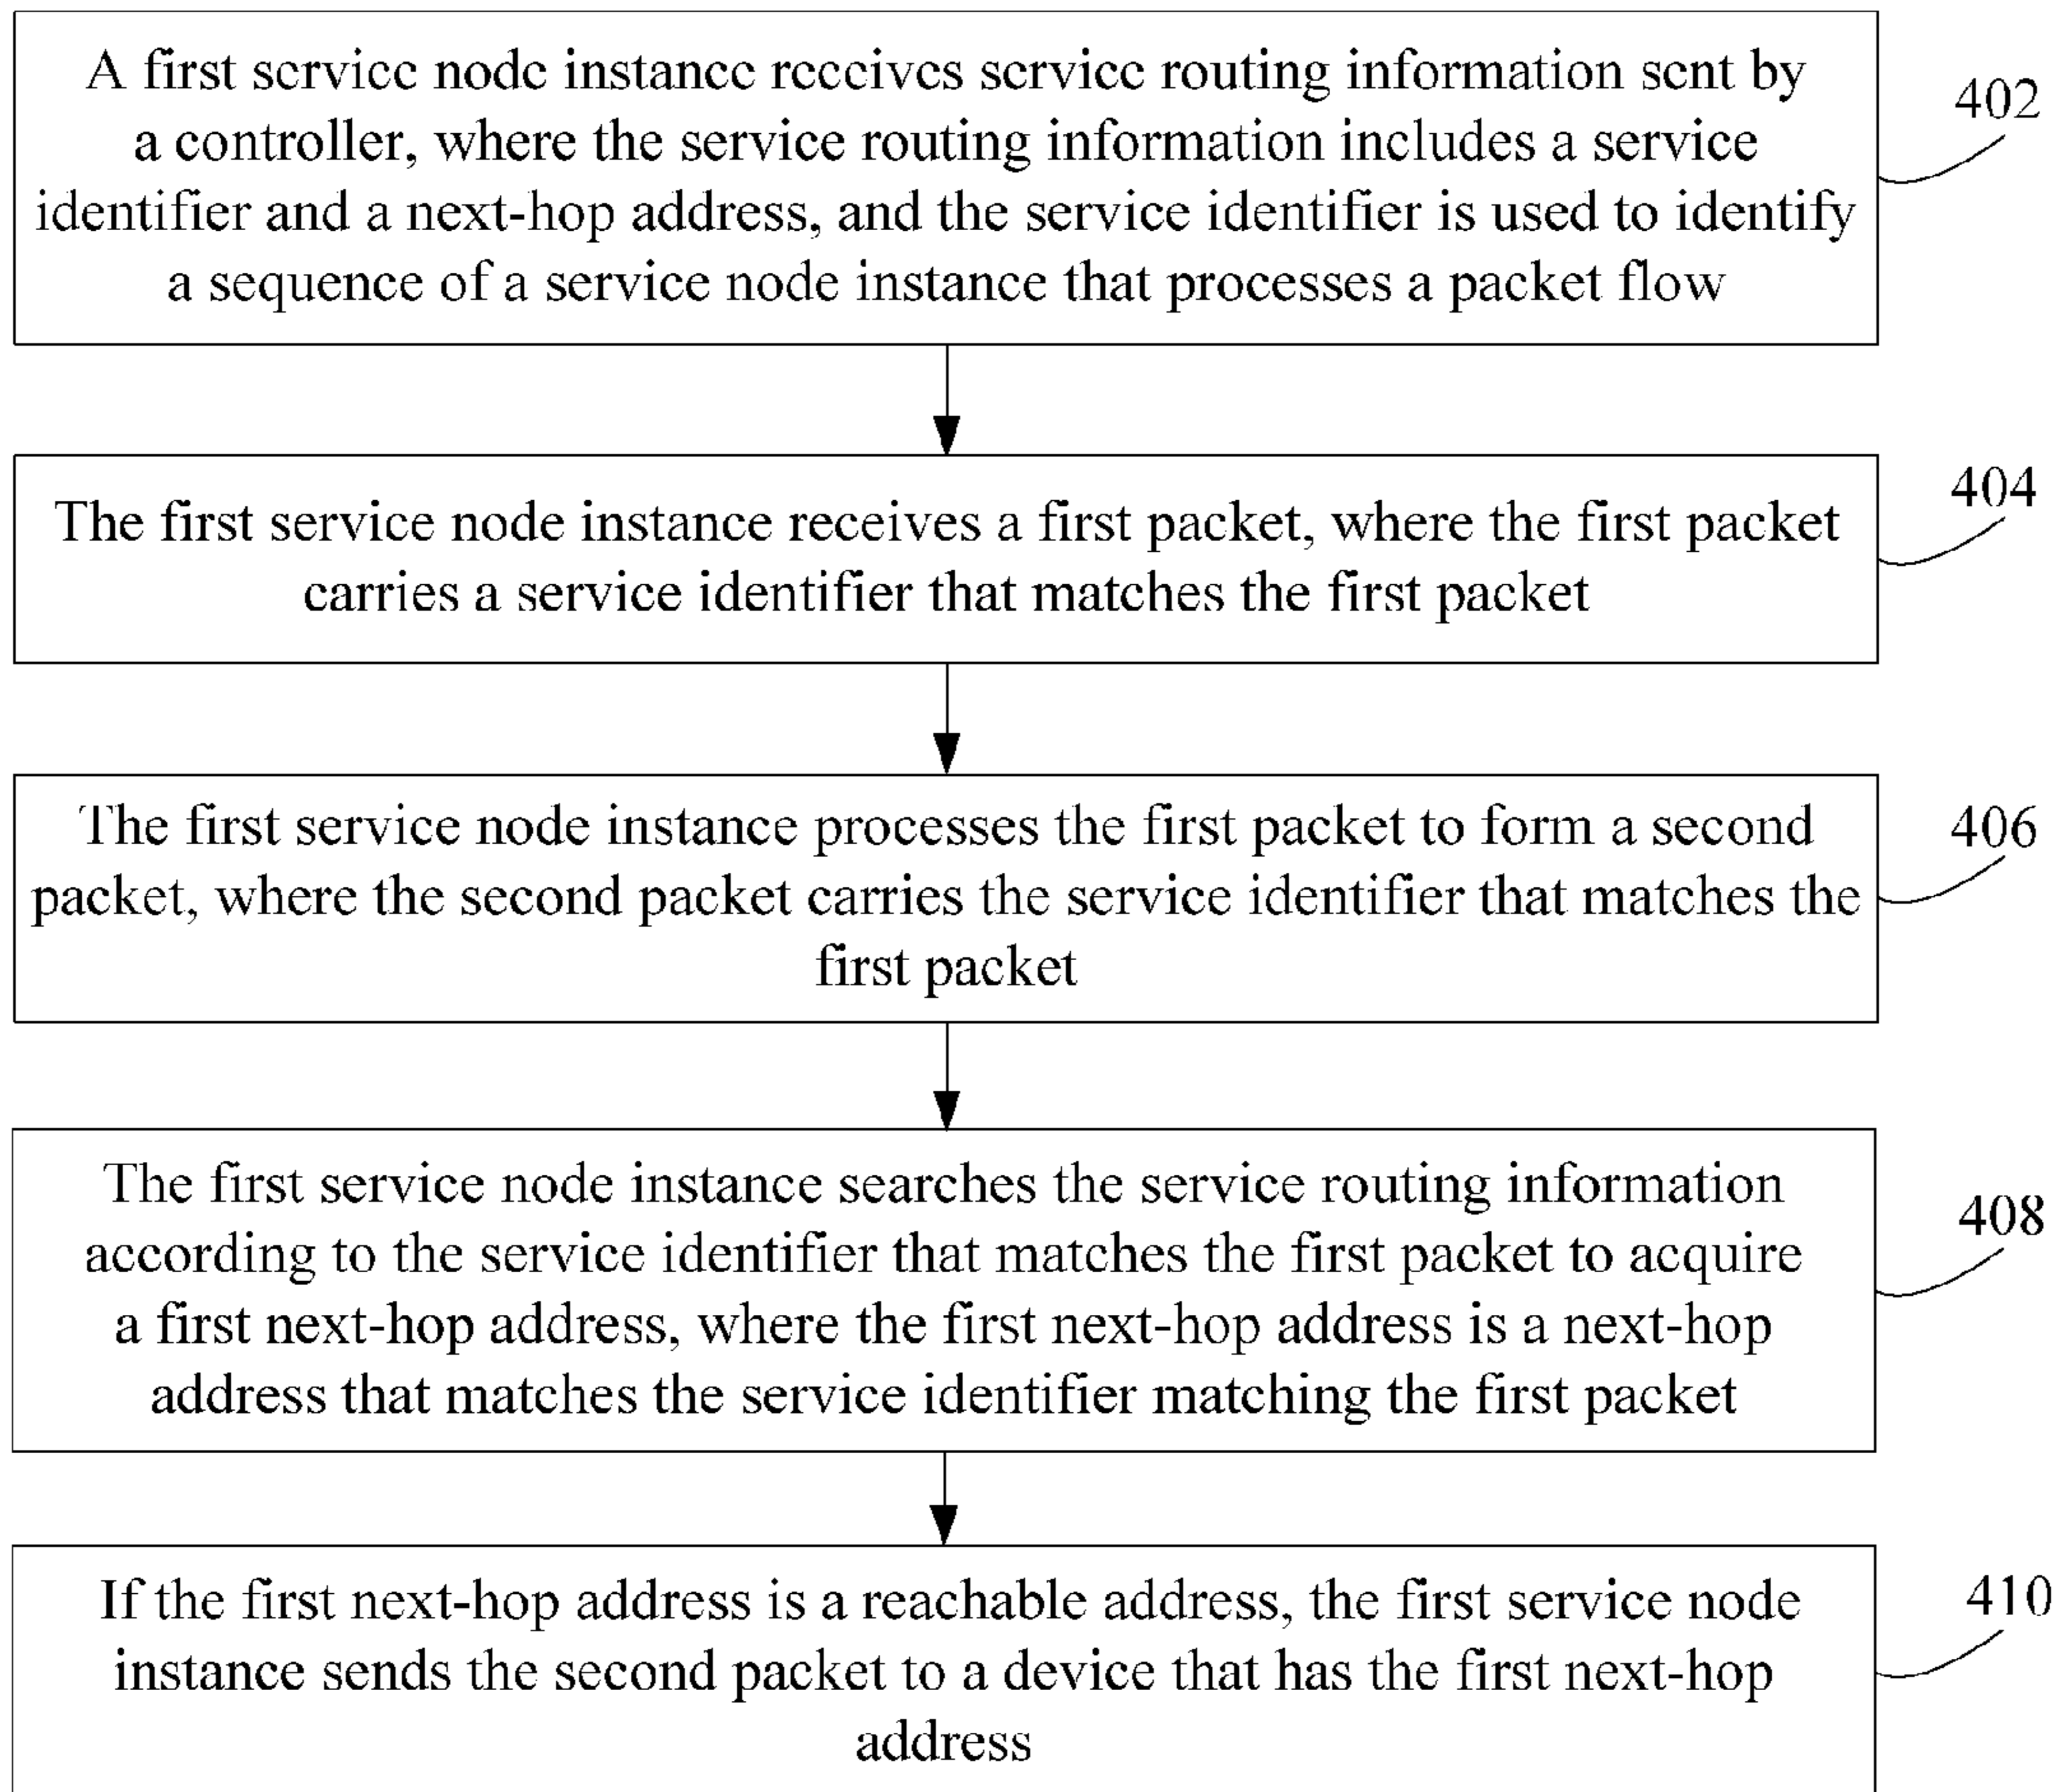 A first service node instance receives service routing information sent by
a controller, where the service routing information includes a service
identifier and a next-hop address, and the service identifier is used to identify
a sequence of a service node instance that processes a packet flow
402
The first service node instance receives a first packet, where the first packet
carries a service identifier that matches the first packet
404
The first service node instance processes the first packet to form a second
packet, where the second packet carries the service identifier that matches the
first packet
406
The first service node instance searches the service routing information
according to the service identifier that matches the first packet to acquire
a first next-hop address, where the first next-hop address is a next-hop
address that matches the service identifier matching the first packet
408
If the first next-hop address is a reachable address, the first service node
instance sends the second packet to a device that has the first next-hop
address
410